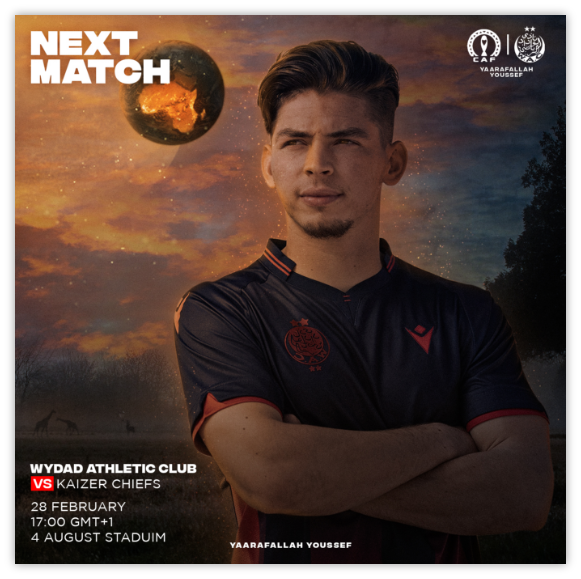 NEXT
MATCH
CAF
YAARAFALLAH
YOUSSEF
WYDAD ATHLETIC CLUB
VS KAIZER CHIEFS
28 FEBRUARY
17:00 GMT+1
4 AUGUST STADUIM
YAARAFALLAH YOUSSEF